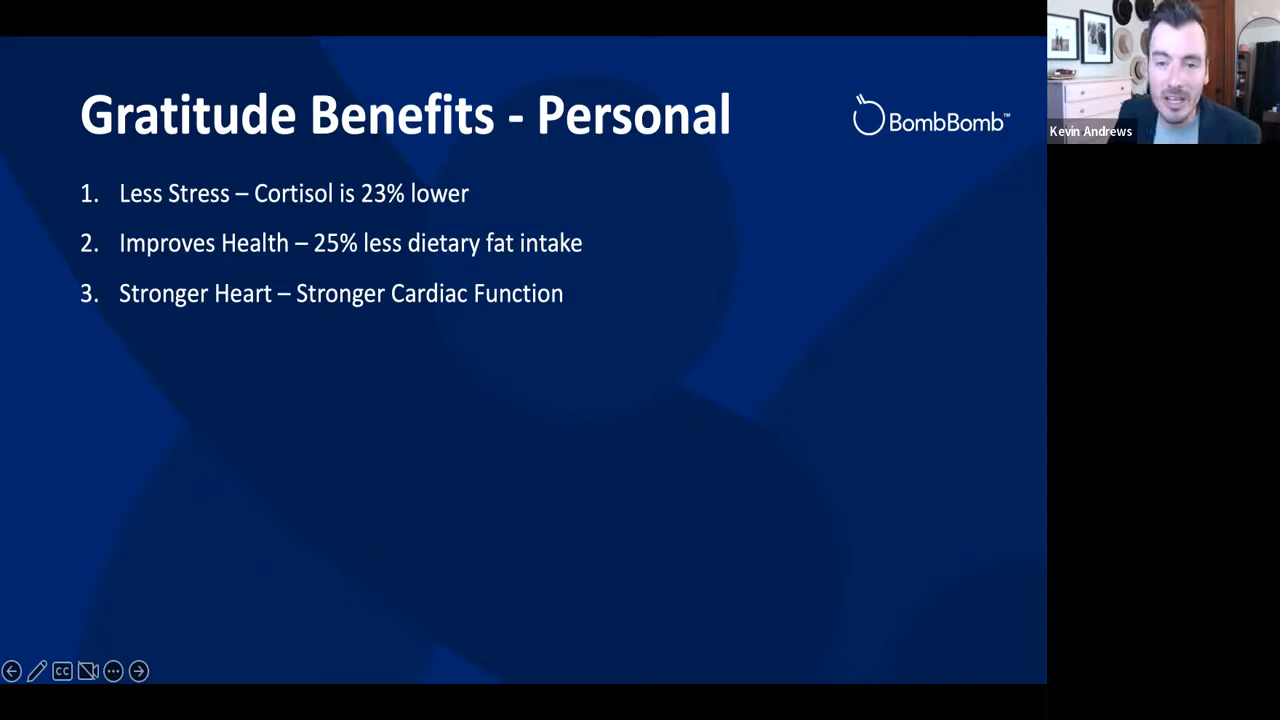 Gratitude Benefits - Personal
BombBomb™
1. Less Stress – Cortisol is 23% lower
2. Improves Health – 25% less dietary fat intake
3. Stronger Heart – Stronger Cardiac Function
Kevin Andrews
CC